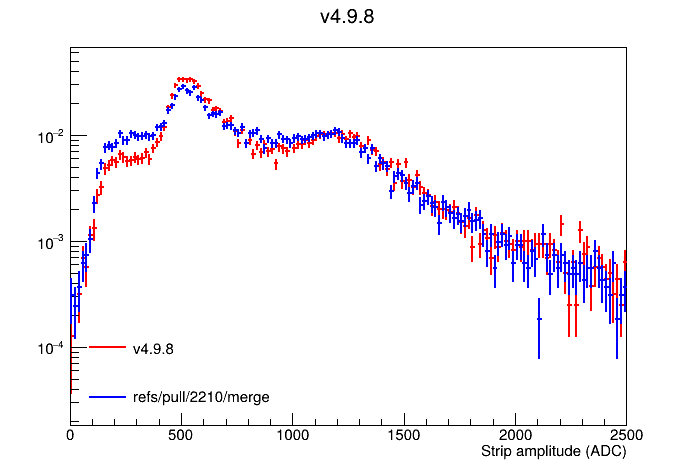 v4.9.8
10⁻²
10⁻³
10⁻⁴
v4.9.8
refs/pull/2210/merge
0 500 1000 1500 2000 2500
Strip amplitude (ADC)